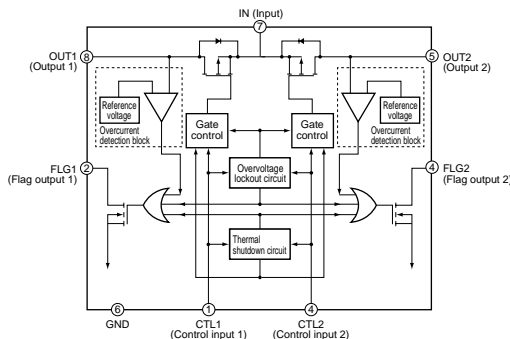 IN (Input)
7
OUT1
(Output 1)
8
5
OUT2
(Output 2)
Reference
voltage
Overcurrent
detection block
Gate
control
Gate
control
Reference
voltage
Overcurrent
detection block
FLG1
(Flag output 1)
2
4
FLG2
(Flag output 2)
Overvoltage
lockout circuit
Thermal
shutdown circuit
6
GND
1
CTL1
(Control input 1)
4
CTL2
(Control input 2)